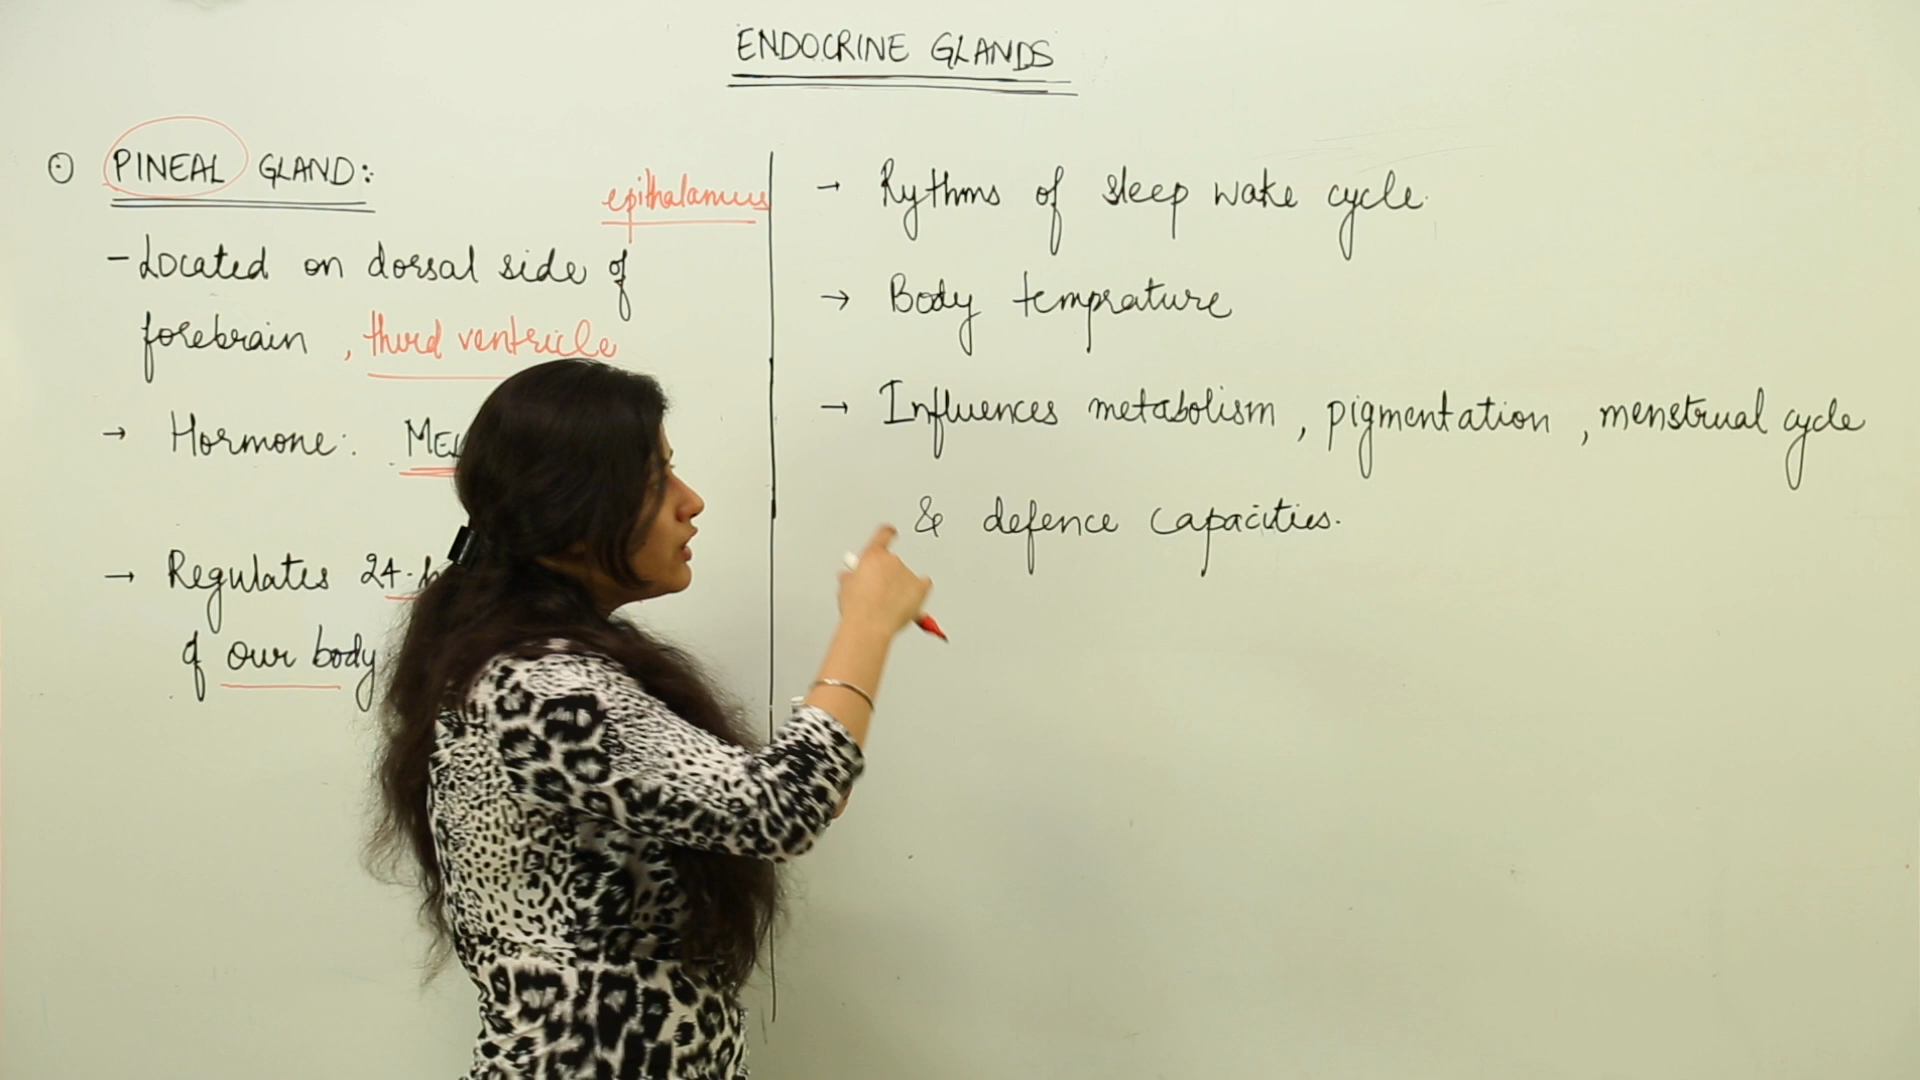 ENDOCRINE GLANDS
⊙ PINEAL GLAND:
epithalamus
- Located on dorsal side of
forebrain , third ventricle
→ Hormone:
→ Regulates 24-
of our body
→ Rythms of sleep wake cycle.
→ Body temprature
→ Influences metabolism , pigmentation , menstrual cycle
& defence capacities.